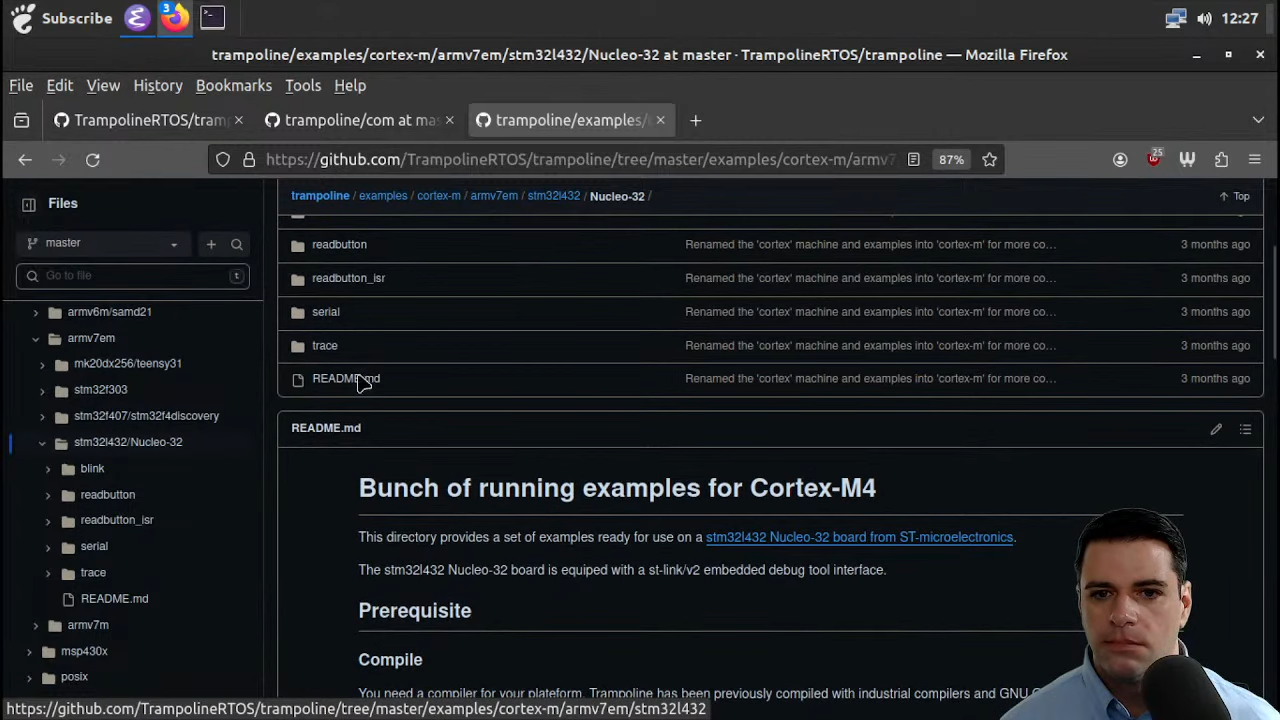 Subscribe
3
12:27
trampoline/examples/cortex-m/armv7em/stm32l432/Nucleo-32 at master · TrampolineRTOS/trampoline — Mozilla Firefox
File Edit View History Bookmarks Tools Help
TrampolineRTOS/tram
trampoline/com at mas
trampoline/examples/
https://github.com/TrampolineRTOS/trampoline/tree/master/examples/cortex-m/armv7
87%
25
Files
trampoline / examples / cortex-m / armv7em / stm32l432 / Nucleo-32 /
Top
master
Go to file
t
armv6m/samd21
armv7em
mk20dx256/teensy31
stm32f303
stm32f407/stm32f4discovery
stm32l432/Nucleo-32
blink
readbutton
readbutton_isr
serial
trace
README.md
armv7m
msp430x
posix
readbutton Renamed the 'cortex' machine and examples into 'cortex-m' for more co… 3 months ago
readbutton_isr Renamed the 'cortex' machine and examples into 'cortex-m' for more co… 3 months ago
serial Renamed the 'cortex' machine and examples into 'cortex-m' for more co… 3 months ago
trace Renamed the 'cortex' machine and examples into 'cortex-m' for more co… 3 months ago
README.md Renamed the 'cortex' machine and examples into 'cortex-m' for more co… 3 months ago
README.md
Bunch of running examples for Cortex-M4
This directory provides a set of examples ready for use on a stm32l432 Nucleo-32 board from ST-microelectronics.
The stm32l432 Nucleo-32 board is equiped with a st-link/v2 embedded debug tool interface.
Prerequisite
Compile
You need a compiler for your plateform. Trampoline has been previously compiled with industrial compilers and GNU
https://github.com/TrampolineRTOS/trampoline/tree/master/examples/cortex-m/armv7em/stm32l432